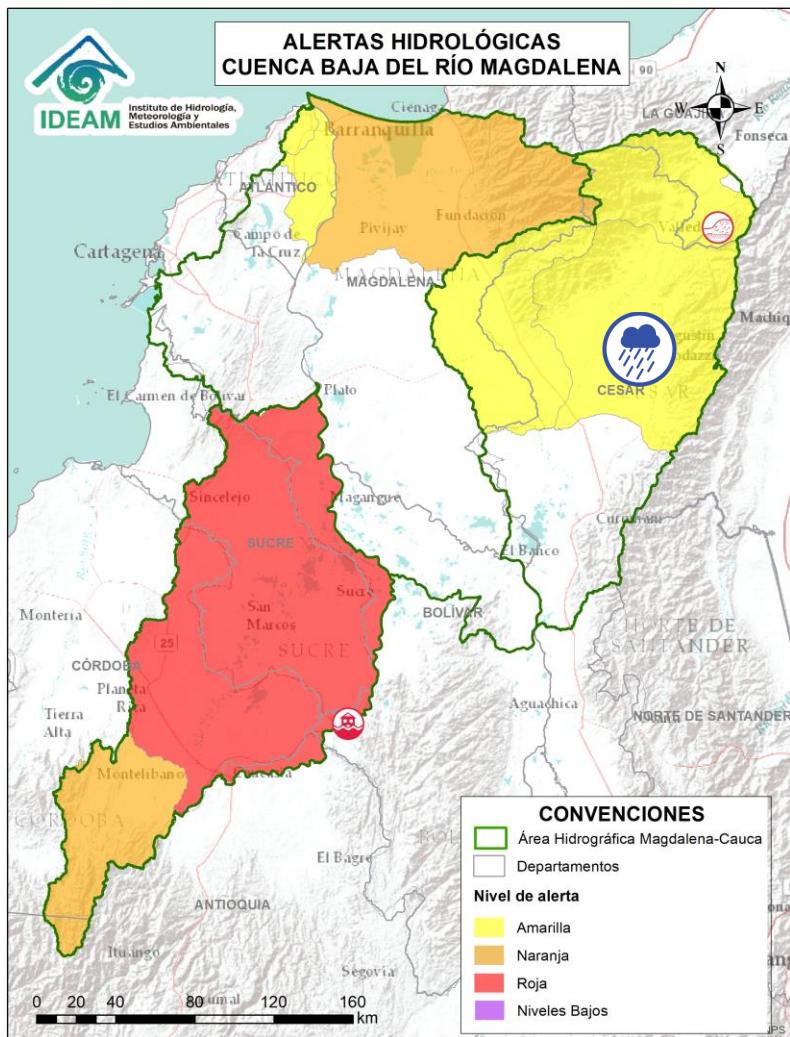 ALERTAS HIDROLÓGICAS
CUENCA BAJA DEL RÍO MAGDALENA
IDEAM
Instituto de Hidrología,
Meteorología y
Estudios Ambientales
N
W E
S
90
LA GUAJIRA
Fonseca
Ciénaga
Barranquilla
ATLÁNTICO
Pivijay
Fundación
Cartagena
Campo de
la Cruz
MAGDALENA
MAGDALENA
Machiq
CESAR
Plato
El Carmen de Bolívar
Sincelejo
Magangué
Curumaní
SUCRE
El Banco
Sucre
BOLÍVAR
San
Marcos
SUCRE
Montería
NORTE DE
SANTANDER
25
CÓRDOBA
Planeta
Rica
Aguachica
NORTE DE SANTANDER
Tierra
Alta
Montelíbano
CÓRDOBA
El Bagre
ANTIOQUIA
Ituango
Segovia
CONVENCIONES
Área Hidrográfica Magdalena-Cauca
Departamentos
Nivel de alerta
Amarilla
Naranja
Roja
Niveles Bajos
0 20 40 80 120 160
km